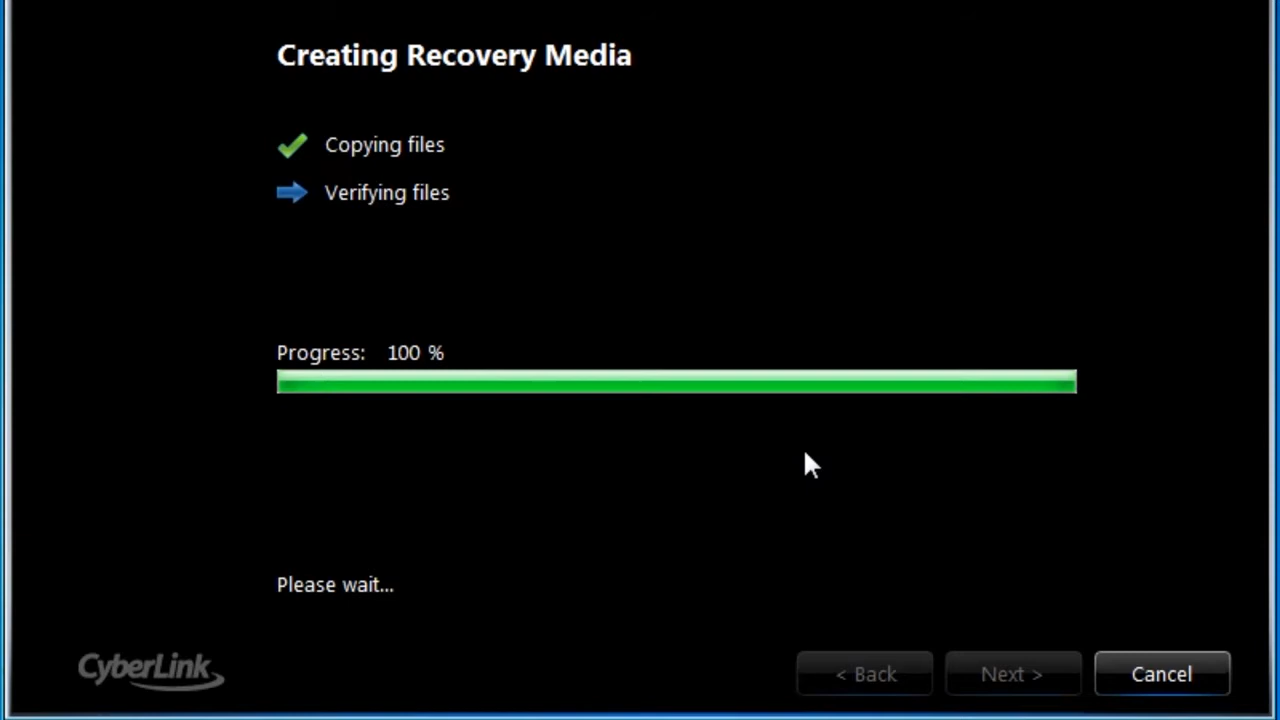 Creating Recovery Media
Copying files
Verifying files
Progress: 100 %
Please wait...
CyberLink
< Back
Next >
Cancel